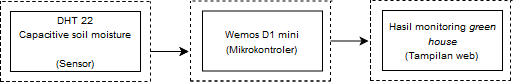 DHT 22
Capacitive soil moisture
(Sensor)
Wemos D1 mini
(Mikrokontroler)
Hasil monitoring green
house
(Tampilan web)